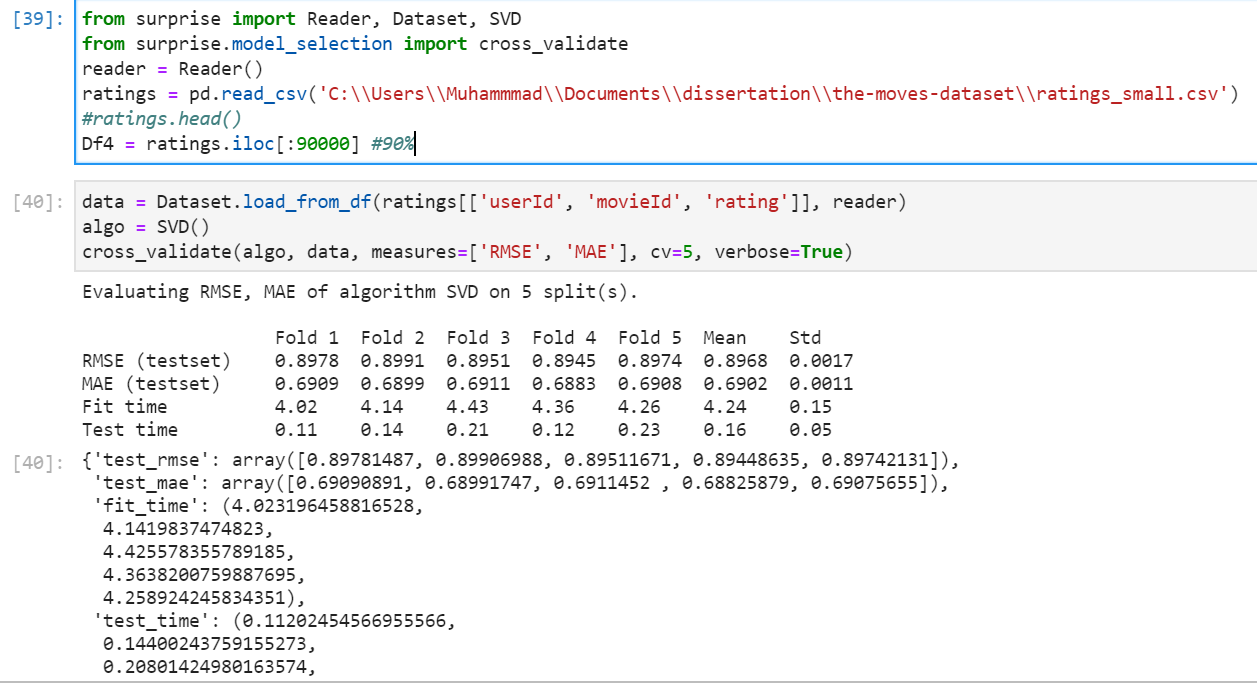 [39]: from surprise import Reader, Dataset, SVD
from surprise.model_selection import cross_validate
reader = Reader()
ratings = pd.read_csv('C:\\Users\\Muhammmad\\Documents\\dissertation\\the-moves-dataset\\ratings_small.csv')
#ratings.head()
Df4 = ratings.iloc[:90000] #90%
[40]: data = Dataset.load_from_df(ratings[['userId', 'movieId', 'rating']], reader)
algo = SVD()
cross_validate(algo, data, measures=['RMSE', 'MAE'], cv=5, verbose=True)
Evaluating RMSE, MAE of algorithm SVD on 5 split(s).
Fold 1 Fold 2 Fold 3 Fold 4 Fold 5 Mean Std
RMSE (testset) 0.8978 0.8991 0.8951 0.8945 0.8974 0.8968 0.0017
MAE (testset) 0.6909 0.6899 0.6911 0.6883 0.6908 0.6902 0.0011
Fit time 4.02 4.14 4.43 4.36 4.26 4.24 0.15
Test time 0.11 0.14 0.21 0.12 0.23 0.16 0.05
[40]: {'test_rmse': array([0.89781487, 0.89906988, 0.89511671, 0.89448635, 0.89742131]),
'test_mae': array([0.69090891, 0.68991747, 0.6911452 , 0.68825879, 0.69075655]),
'fit_time': (4.023196458816528,
4.1419837474823,
4.425578355789185,
4.3638200759887695,
4.258924245834351),
'test_time': (0.11202454566955566,
0.14400243759155273,
0.20801424980163574,